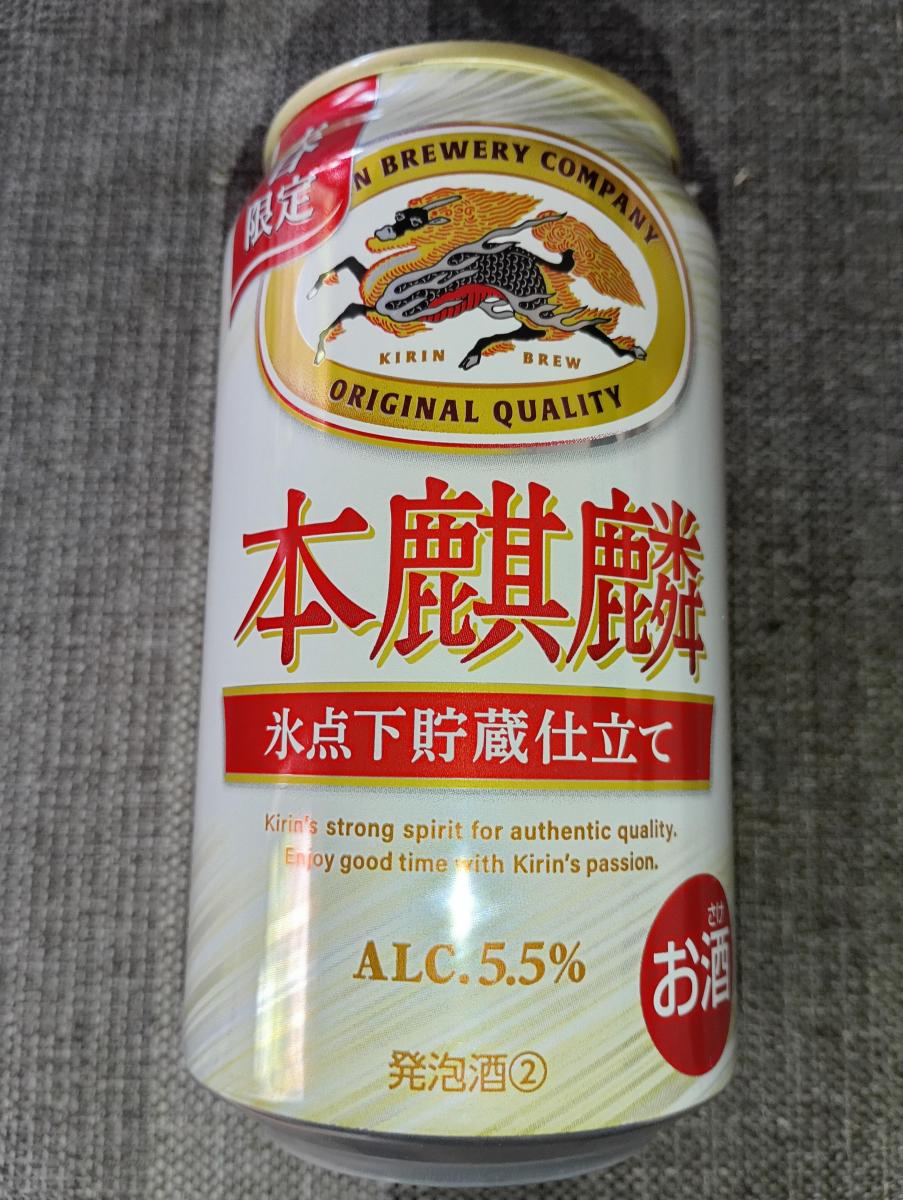 限定
BREWERY COMPANY
KIRIN BREW
ORIGINAL QUALITY
本麒麟
氷点下貯蔵仕立て
Kirin's strong spirit for authentic quality.
Enjoy good time with Kirin's passion.
ALC.5.5%
さけ
お酒
発泡酒②